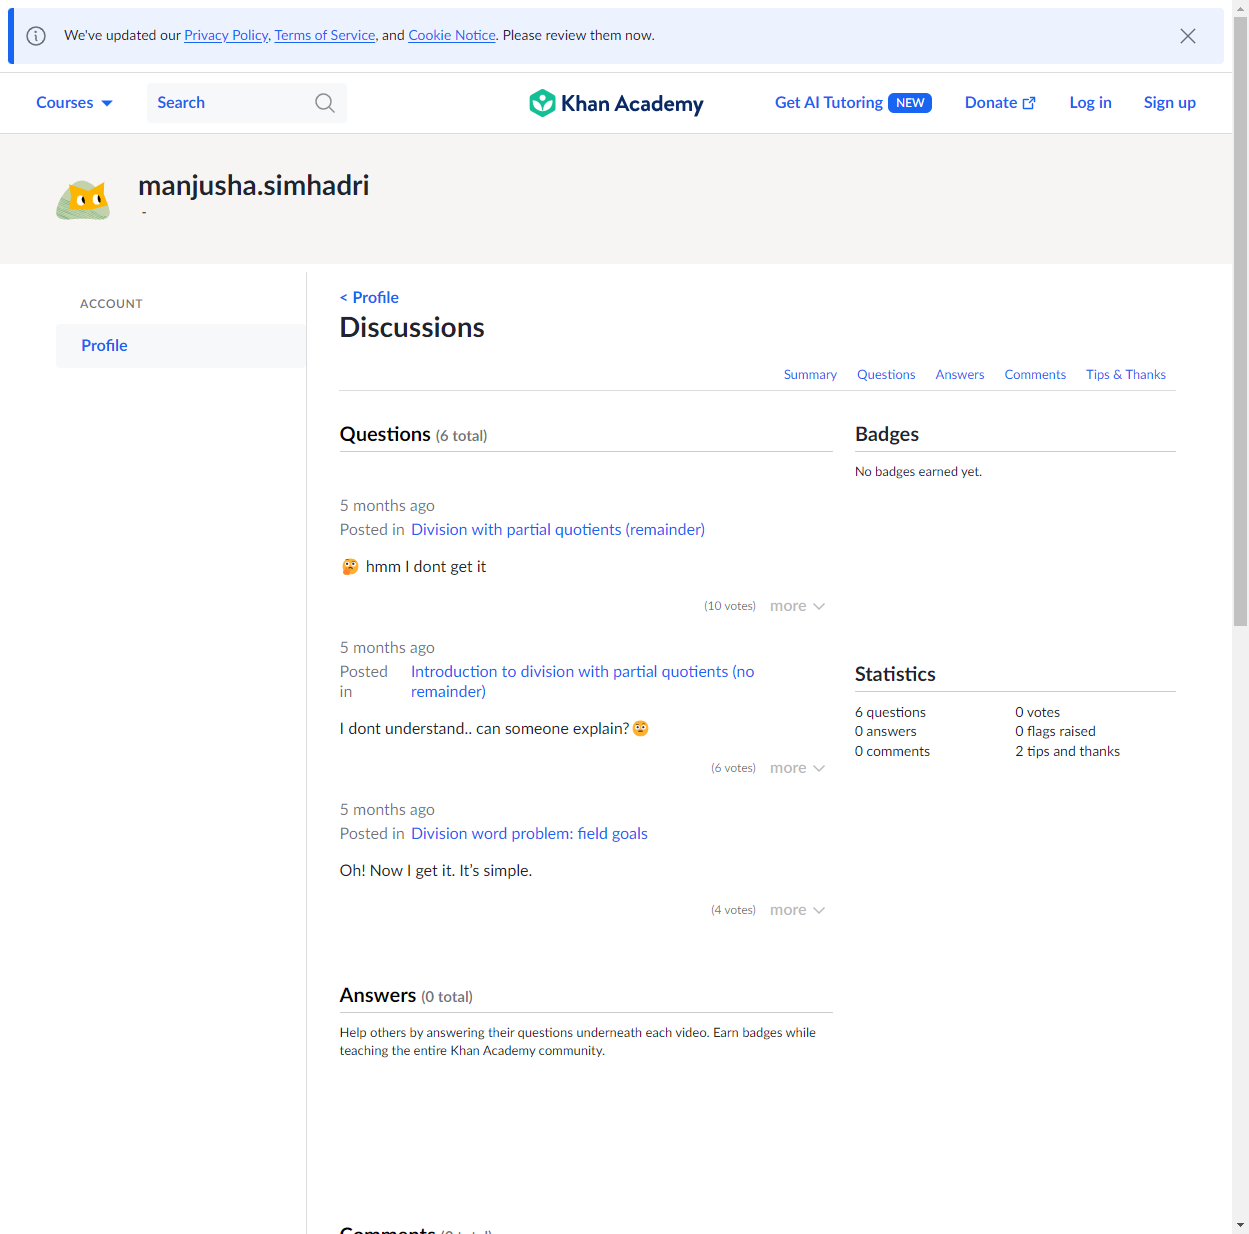 We've updated our Privacy Policy, Terms of Service, and Cookie Notice. Please review them now.
Courses
Search
Khan Academy
Get AI Tutoring NEW
Donate
Log in
Sign up
manjusha.simhadri
-
ACCOUNT
Profile
< Profile
Discussions
Summary Questions Answers Comments Tips & Thanks
Questions (6 total)
5 months ago
Posted in Division with partial quotients (remainder)
🤔 hmm I dont get it
(10 votes) more
5 months ago
Posted in Introduction to division with partial quotients (no remainder)
I dont understand.. can someone explain?😳
(6 votes) more
5 months ago
Posted in Division word problem: field goals
Oh! Now I get it. It’s simple.
(4 votes) more
Answers (0 total)
Help others by answering their questions underneath each video. Earn badges while
teaching the entire Khan Academy community.
Badges
No badges earned yet.
Statistics
6 questions
0 answers
0 comments
0 votes
0 flags raised
2 tips and thanks
Comments (0 total)